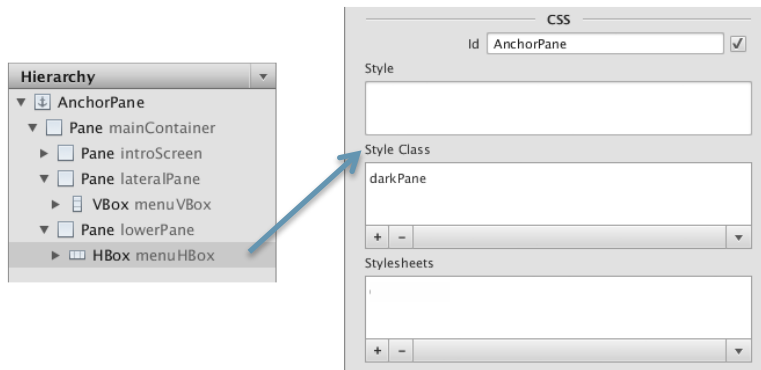 Hierarchy
AnchorPane
Pane mainContainer
Pane introScreen
Pane lateralPane
VBox menuVBox
Pane lowerPane
HBox menuHBox
CSS
Id AnchorPane
Style
Style Class
darkPane
+ -
Stylesheets
+ -